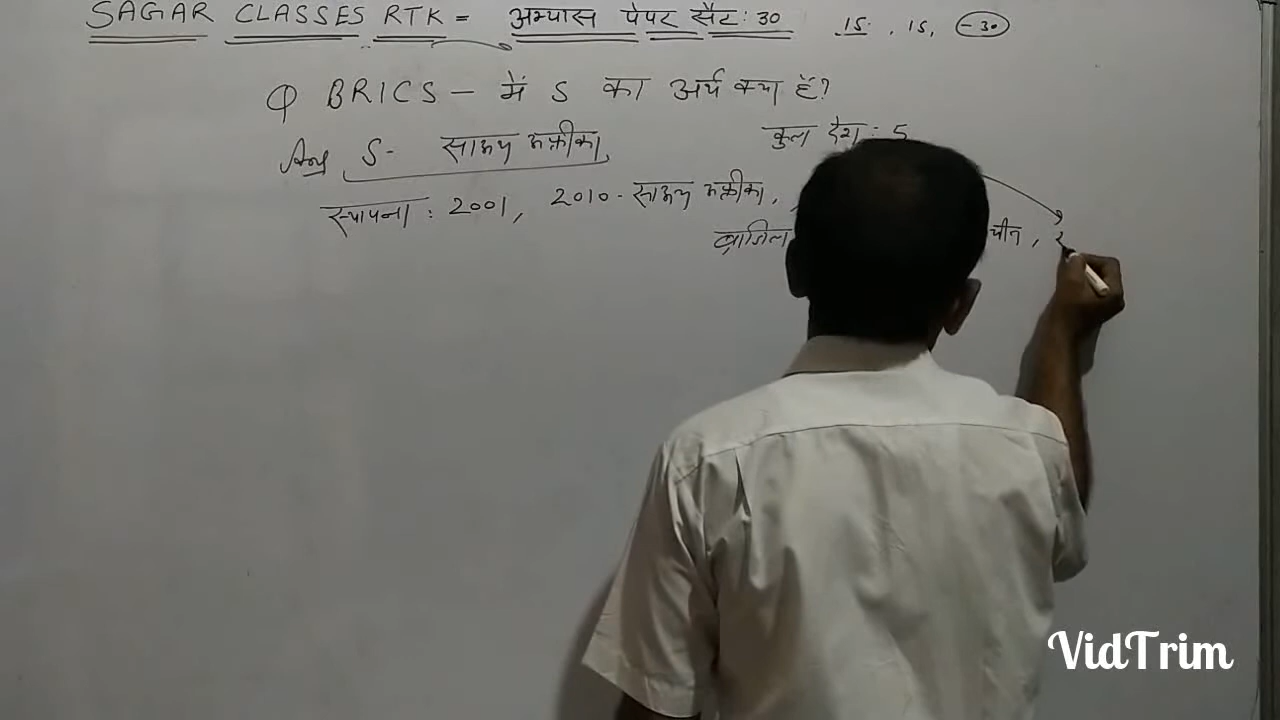 SAGAR CLASSES RTK = अभ्यास पेपर सैट: 30 15. , 15, -30
Q BRICS - में S का अर्थ क्या है?
Ans S- साऊथ अफ्रीका, कुल देश: 5
स्थापना: 2001, 2010- साऊथ अफ्रीका,
ब्राजिल चीन,
VidTrim